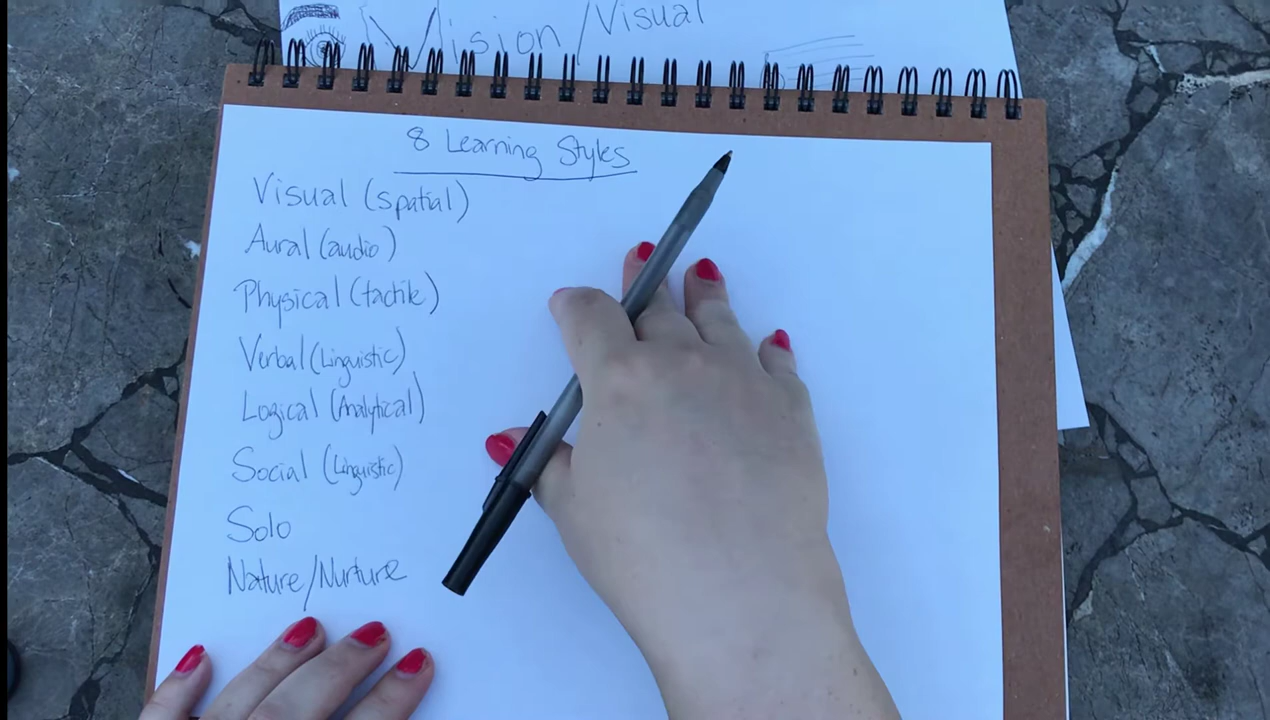 Vision/Visual
8 Learning Styles
Visual (spatial)
Aural (audio)
Physical (tactile)
Verbal (Linguistic)
Logical (Analytical)
Social (Linguistic)
Solo
Nature/Nurture